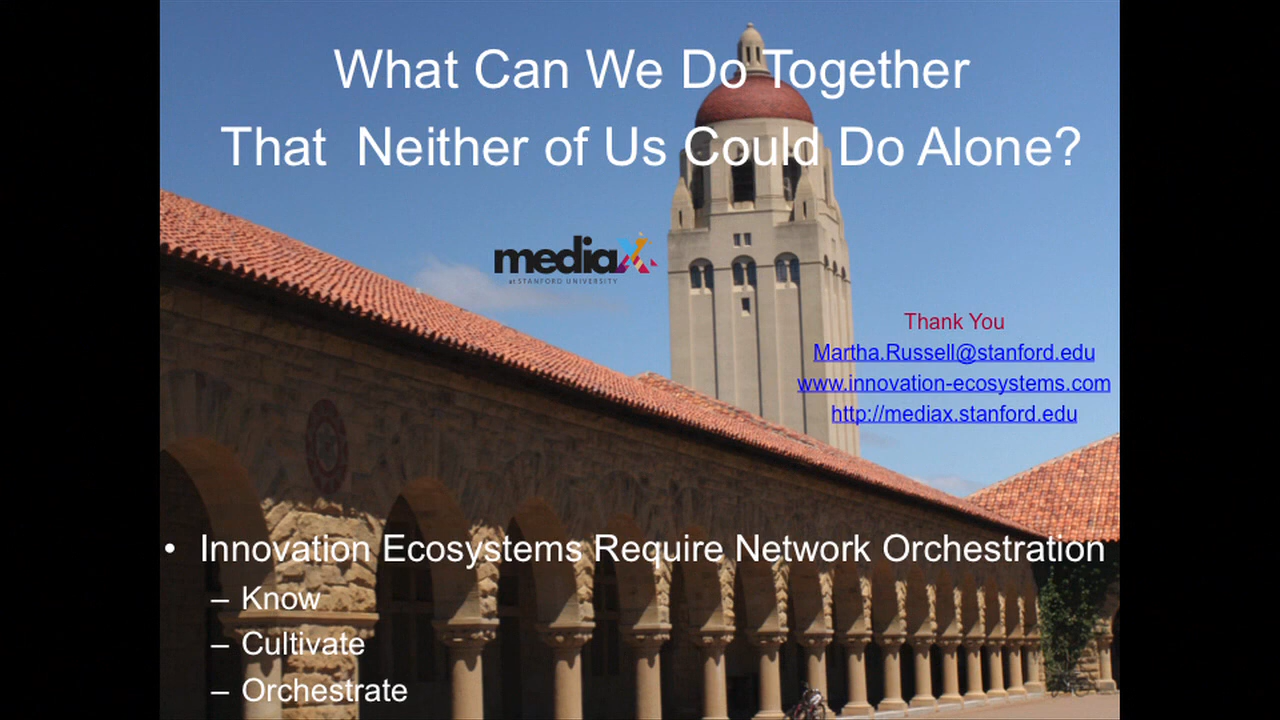 What Can We Do Together
That Neither of Us Could Do Alone?
mediaX
at STANFORD UNIVERSITY
Thank You
Martha.Russell@stanford.edu
www.innovation-ecosystems.com
http://mediax.stanford.edu
• Innovation Ecosystems Require Network Orchestration
– Know
– Cultivate
– Orchestrate